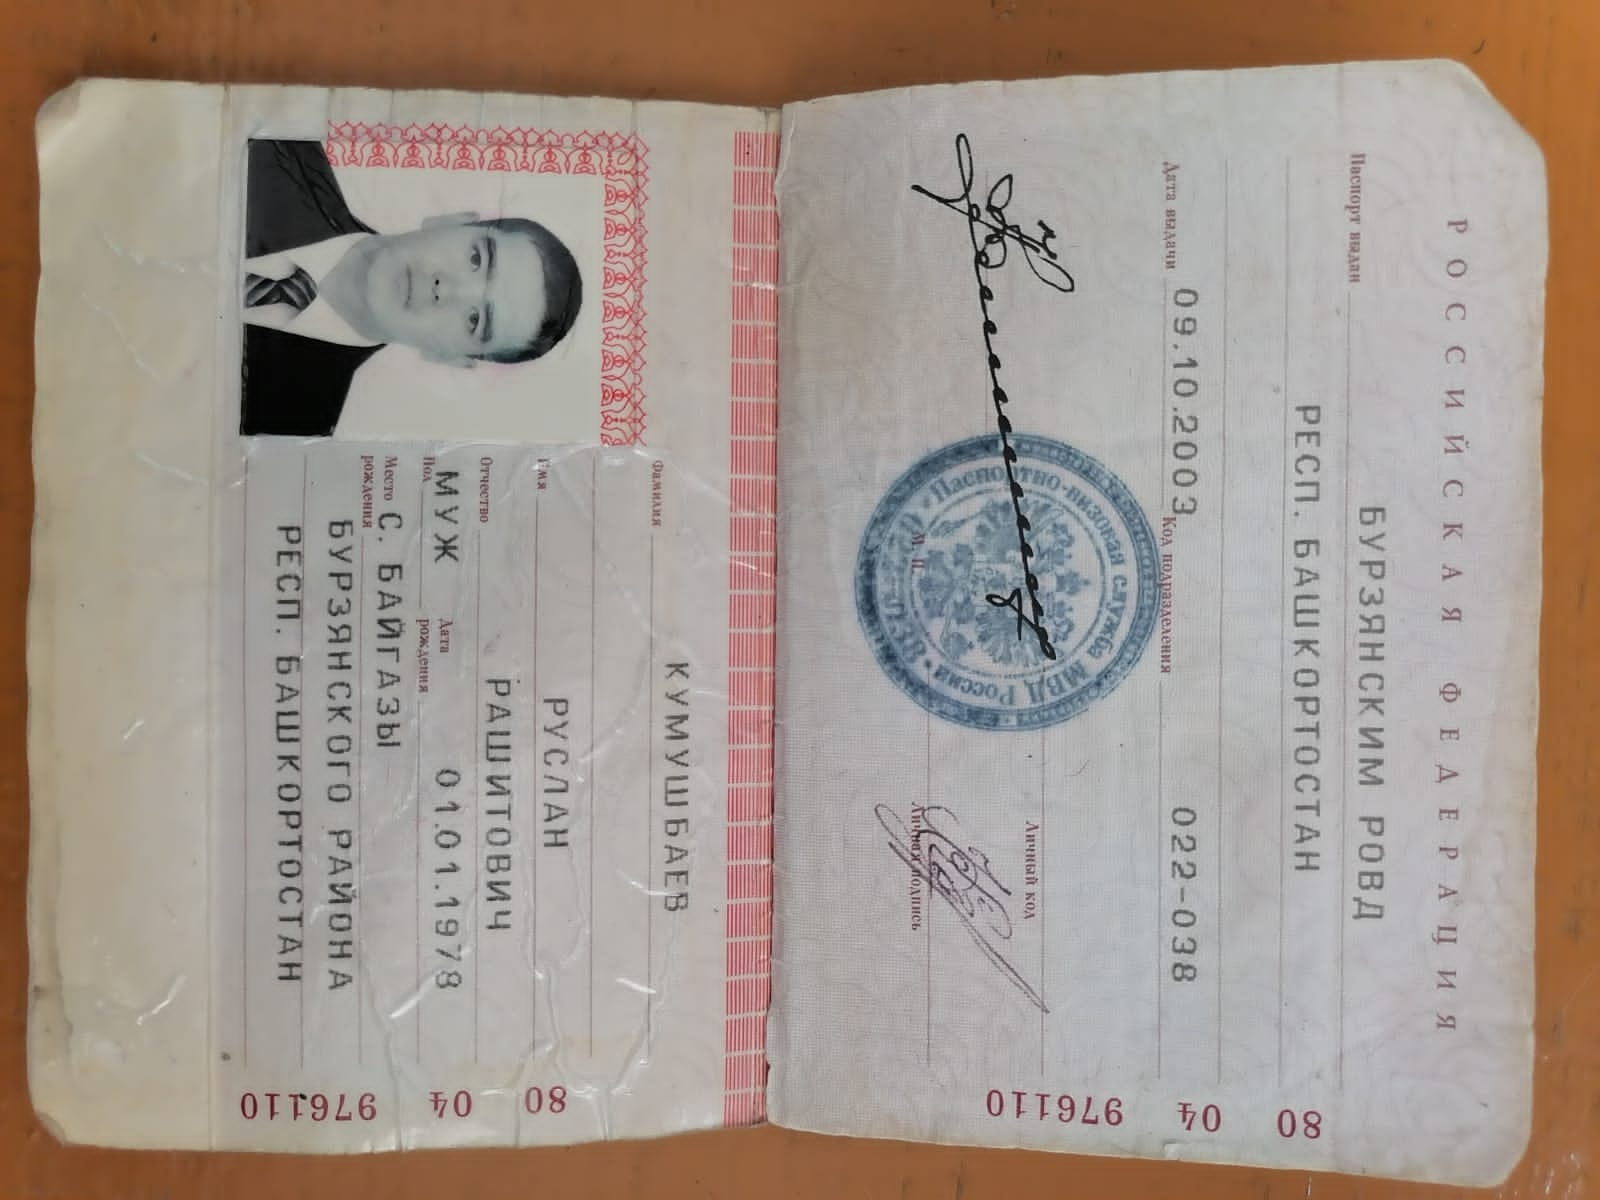 РОССИЙСКАЯ ФЕДЕРАЦИЯ
Паспорт выдан
БУРЗЯНСКИМ РОВД
РЕСП. БАШКОРТОСТАН
Дата выдачи 09.10.2003 Код подразделения 022-038
Личный код
Личная подпись
М. П.
Паспортно-визовая служба МВД России
80 04 976110
Фамилия
КУМУШБАЕВ
Имя
РУСЛАН
Отчество
РАШИТОВИЧ
Пол МУЖ Дата рождения 01.01.1978
Место рождения С. БАЙГАЗЫ
БУРЗЯНСКОГО РАЙОНА
РЕСП. БАШКОРТОСТАН
80 04 976110